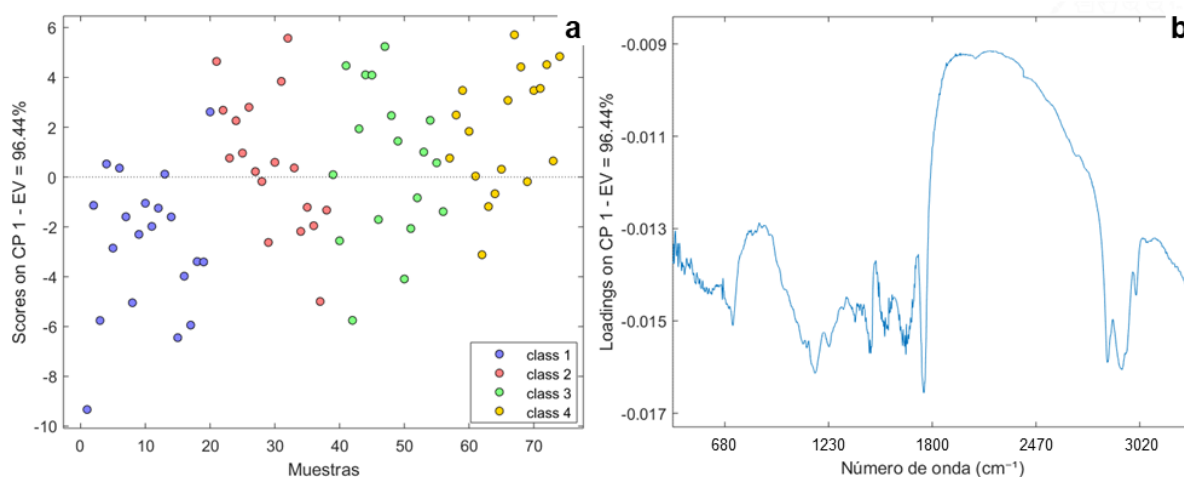 a
Scores on CP 1 - EV = 96.44%
6
4
2
0
-2
-4
-6
-8
-10
0 10 20 30 40 50 60 70
Muestras
class 1
class 2
class 3
class 4
b
Loadings on CP 1 - EV = 96.44%
-0.009
-0.011
-0.013
-0.015
-0.017
680 1230 1800 2470 3020
Número de onda (cm⁻¹)